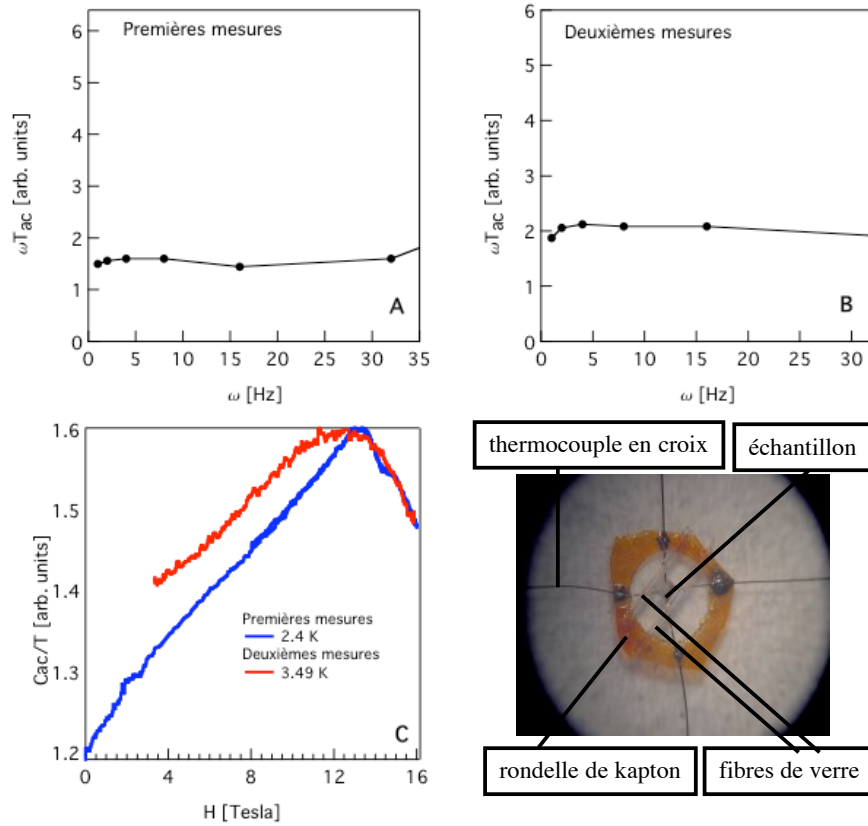 Premières mesures
6
5
4
3
2
1
0
ωTac [arb. units]
A
0 5 10 15 20 25 30 35
ω [Hz]
Deuxièmes mesures
6
5
4
3
2
1
0
ωTac [arb. units]
B
0 5 10 15 20 25 30
ω [Hz]
1.6
1.5
1.4
1.3
1.2
Cac/T [arb. units]
Premières mesures
2.4 K
Deuxièmes mesures
3.49 K
C
0 4 8 12 16
H [Tesla]
thermocouple en croix
échantillon
rondelle de kapton
fibres de verre